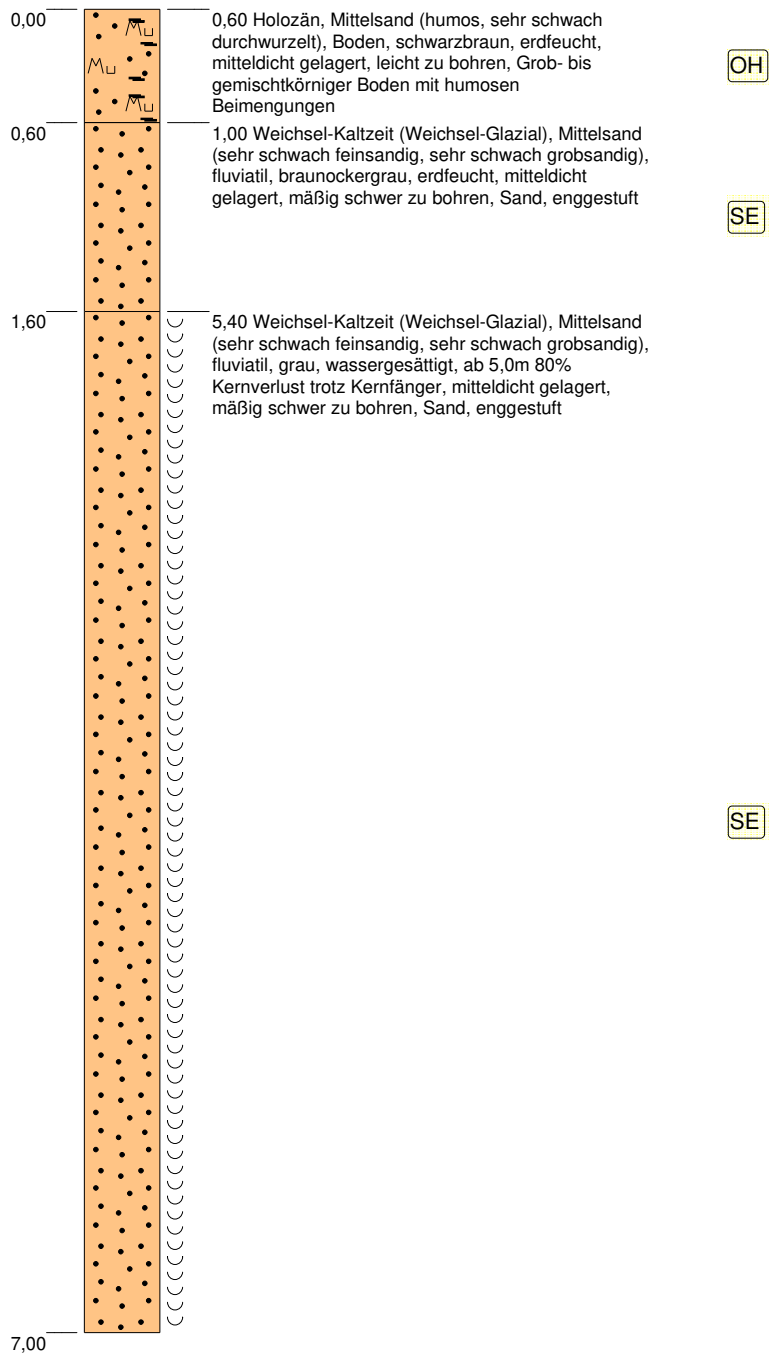 0,00
0,60 Holozän, Mittelsand (humos, sehr schwach
durchwurzelt), Boden, schwarzbraun, erdfeucht,
mitteldicht gelagert, leicht zu bohren, Grob- bis
gemischtkörniger Boden mit humosen
Beimengungen
OH
Mu
Mu
Mu
0,60
1,00 Weichsel-Kaltzeit (Weichsel-Glazial), Mittelsand
(sehr schwach feinsandig, sehr schwach grobsandig),
fluviatil, braunockergrau, erdfeucht, mitteldicht
gelagert, mäßig schwer zu bohren, Sand, enggestuft
SE
1,60
5,40 Weichsel-Kaltzeit (Weichsel-Glazial), Mittelsand
(sehr schwach feinsandig, sehr schwach grobsandig),
fluviatil, grau, wassergesättigt, ab 5,0m 80%
Kernverlust trotz Kernfänger, mitteldicht gelagert,
mäßig schwer zu bohren, Sand, enggestuft
SE
7,00